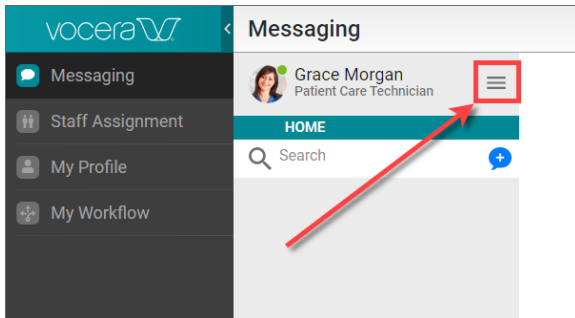 vocera
Messaging
Grace Morgan
Patient Care Technician
HOME
Search
Messaging
Staff Assignment
My Profile
My Workflow